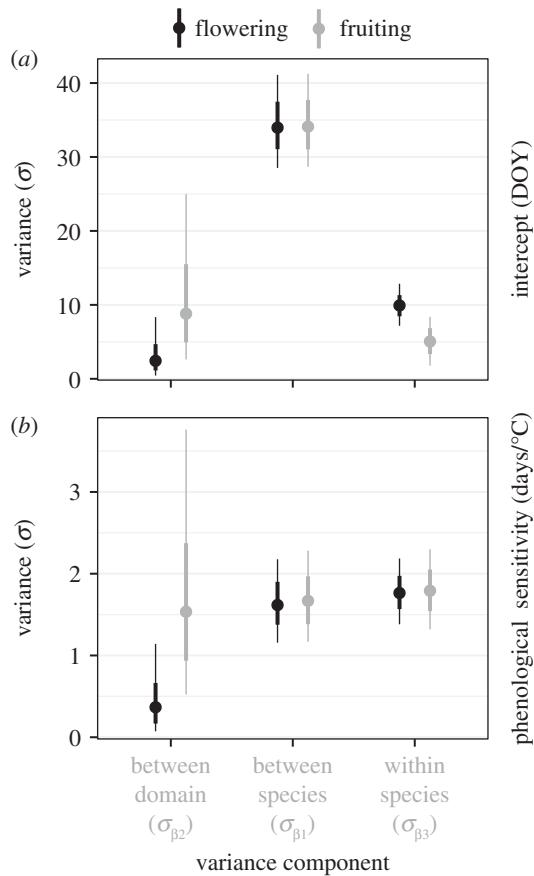 flowering fruiting
(a)
40
30
20
10
0
variance (σ)
intercept (DOY)
(b)
3
2
1
0
variance (σ)
phenological sensitivity (days/°C)
between between within
domain species species
(σβ2) (σβ1) (σβ3)
variance component